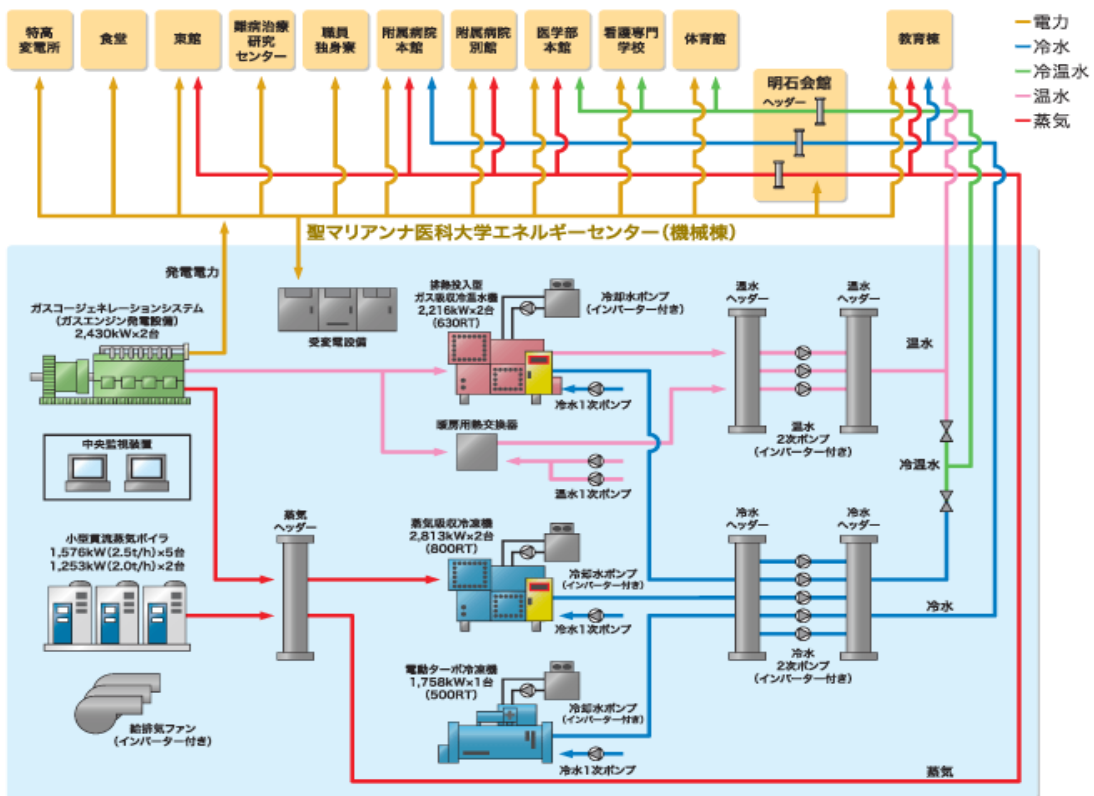 特高
変電所
食堂
東館
難病治療
研究
センター
職員
独身寮
附属病院
本館
附属病院
別館
医学部
本館
看護専門
学校
体育館
明石会館
ヘッダー
教育棟
電力
冷水
冷温水
温水
蒸気
聖マリアンナ医科大学エネルギーセンター(機械棟)
発電電力
ガスコージェネレーションシステム
(ガスエンジン発電設備)
2,430kW×2台
受変電設備
排熱投入型
ガス吸収冷温水機
2,216kW×2台
(630RT)
冷却水ポンプ
(インバーター付き)
冷水1次ポンプ
温水
ヘッダー
温水
ヘッダー
温水
温水
2次ポンプ
(インバーター付き)
暖房用熱交換器
温水1次ポンプ
冷温水
中央監視装置
小型貫流蒸気ボイラ
1,576kW(2.5t/h)×5台
1,253kW(2.0t/h)×2台
蒸気
ヘッダー
蒸気吸収冷凍機
2,813kW×2台
(800RT)
冷却水ポンプ
(インバーター付き)
冷水1次ポンプ
冷水
ヘッダー
冷水
ヘッダー
冷水
冷水
2次ポンプ
(インバーター付き)
電動ターボ冷凍機
1,758kW×1台
(500RT)
冷却水ポンプ
(インバーター付き)
冷水1次ポンプ
給排気ファン
(インバーター付き)
蒸気